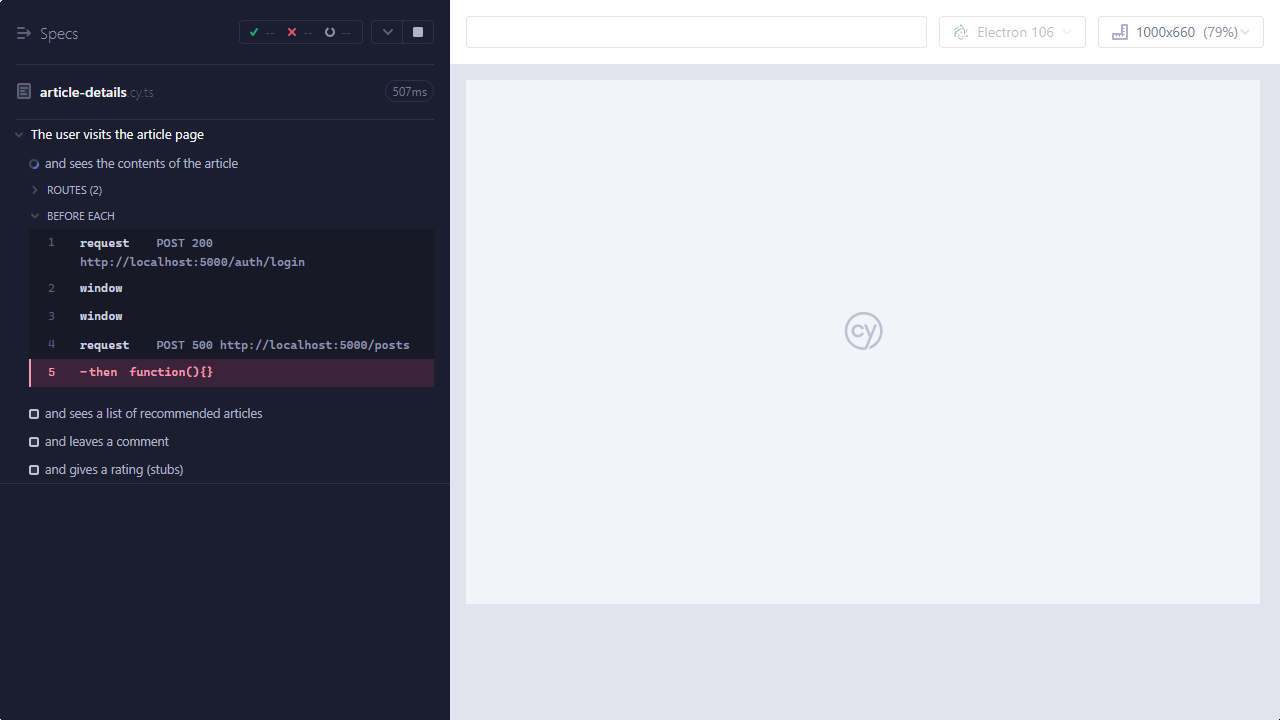 Specs
--
--
--
Electron 106
1000x660 (79%)
article-details.cy.ts
507ms
The user visits the article page
and sees the contents of the article
ROUTES (2)
BEFORE EACH
1 request POST 200
http://localhost:5000/auth/login
2 window
3 window
4 request POST 500 http://localhost:5000/posts
5 -then function(){}
and sees a list of recommended articles
and leaves a comment
and gives a rating (stubs)
cy